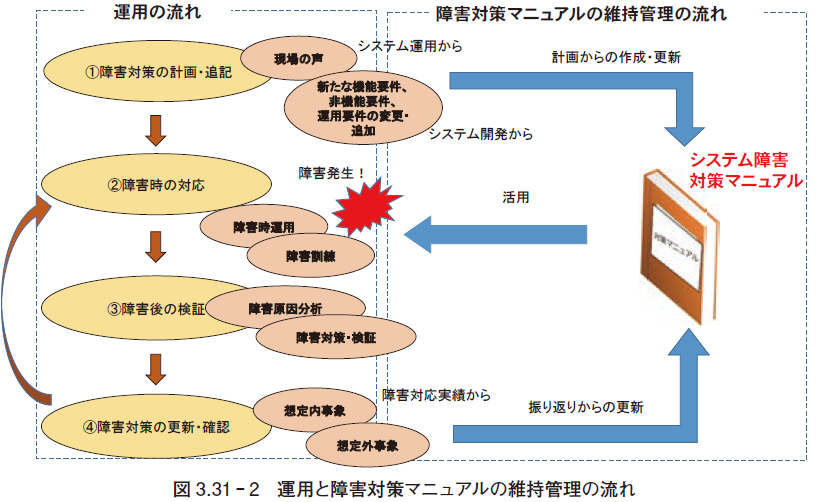 運用の流れ
障害対策マニュアルの維持管理の流れ
①障害対策の計画・追記
現場の声
システム運用から
新たな機能要件、
非機能要件、
運用要件の変更・
追加
システム開発から
計画からの作成・更新
②障害時の対応
障害発生！
障害時運用
障害訓練
活用
システム障害
対策マニュアル
対策マニュアル
③障害後の検証
障害原因分析
障害対策・検証
④障害対策の更新・確認
想定内事象
想定外事象
障害対応実績から
振り返りからの更新
図 3.31－2　運用と障害対策マニュアルの維持管理の流れ